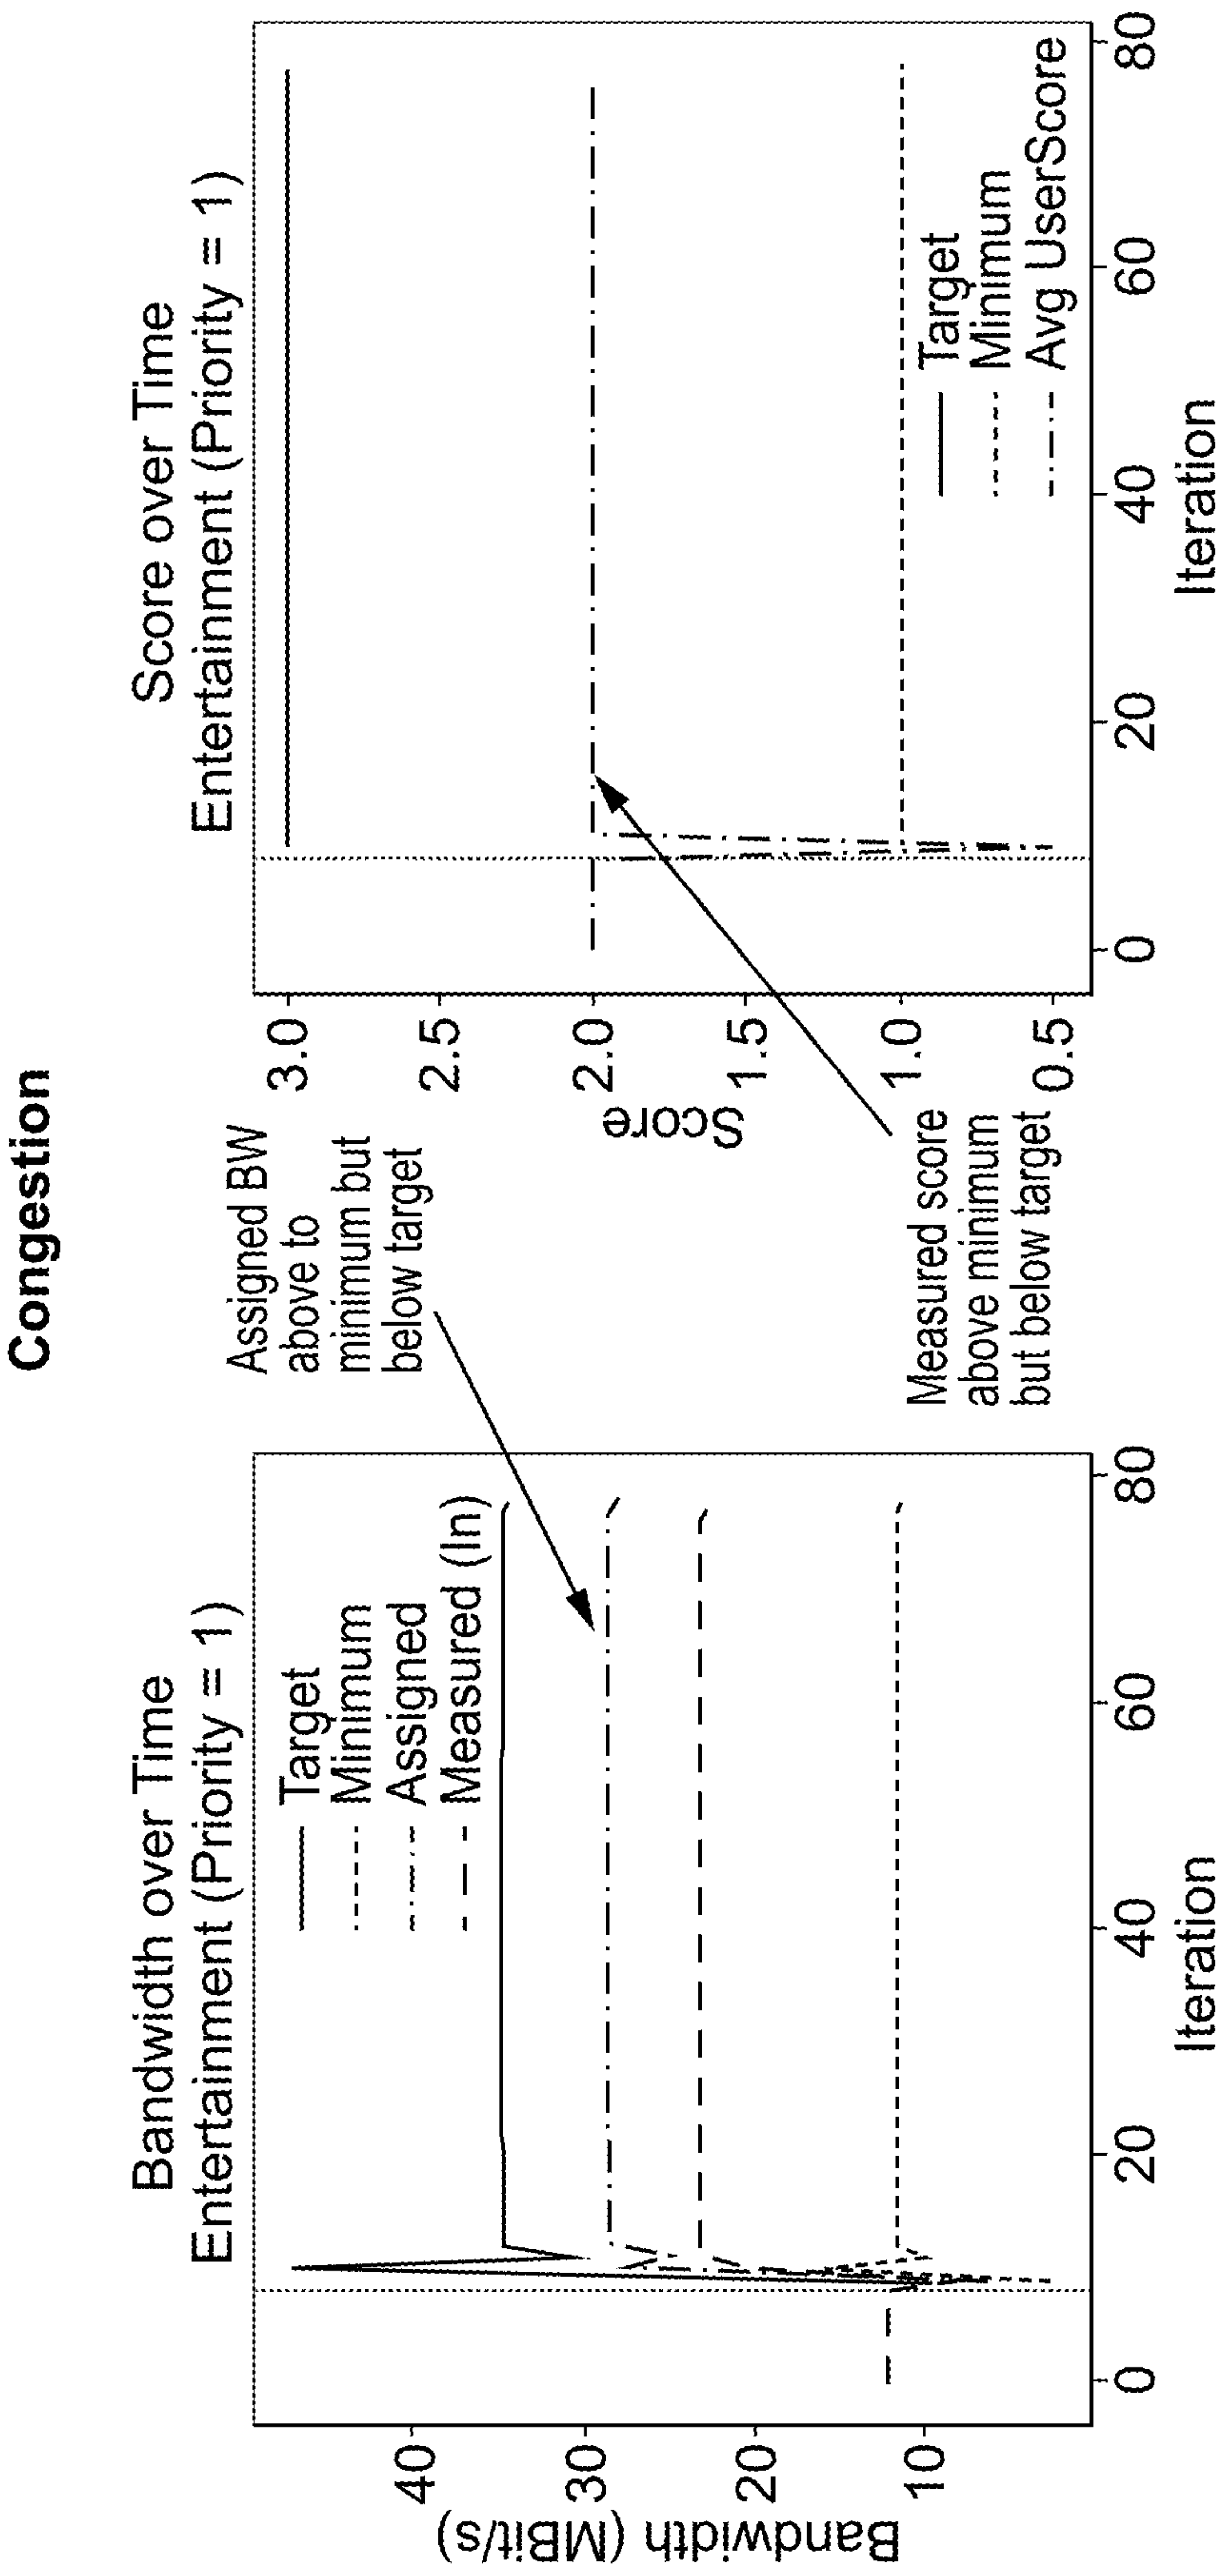 Congestion
Bandwidth over Time
Entertainment (Priority = 1)
Target
Minimum
Assigned
Measured (In)
Bandwidth (MBit/s)
40
30
20
10
0
20
40
60
80
Iteration
Assigned BW
above to
minimum but
below target
Measured score
above minimum
but below target
Score over Time
Entertainment (Priority = 1)
Score
3.0
2.5
2.0
1.5
1.0
0.5
Target
Minimum
Avg UserScore
0
20
40
60
80
Iteration